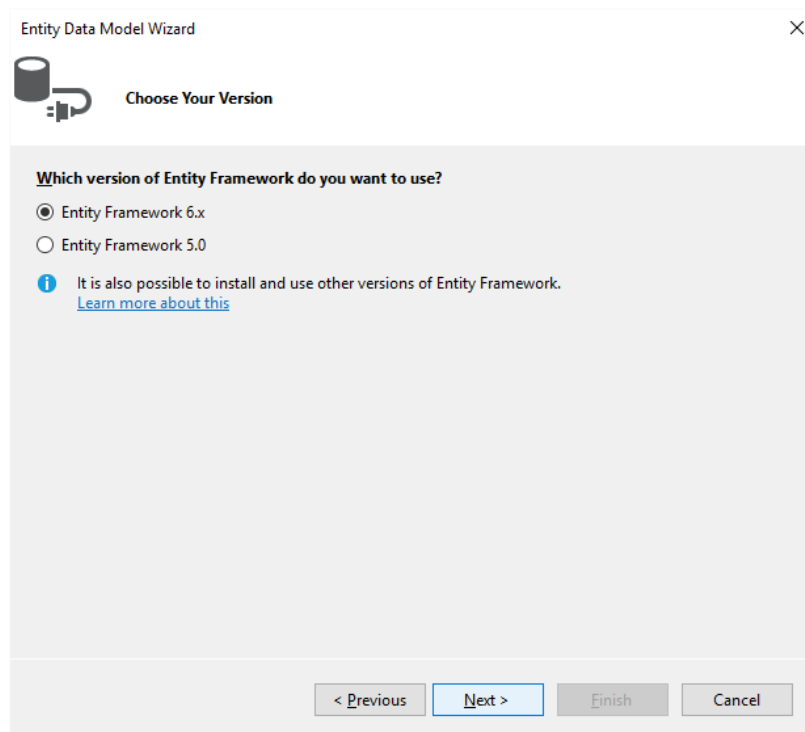 Entity Data Model Wizard
Choose Your Version
Which version of Entity Framework do you want to use?
Entity Framework 6.x
Entity Framework 5.0
It is also possible to install and use other versions of Entity Framework.
Learn more about this
< Previous
Next >
Finish
Cancel